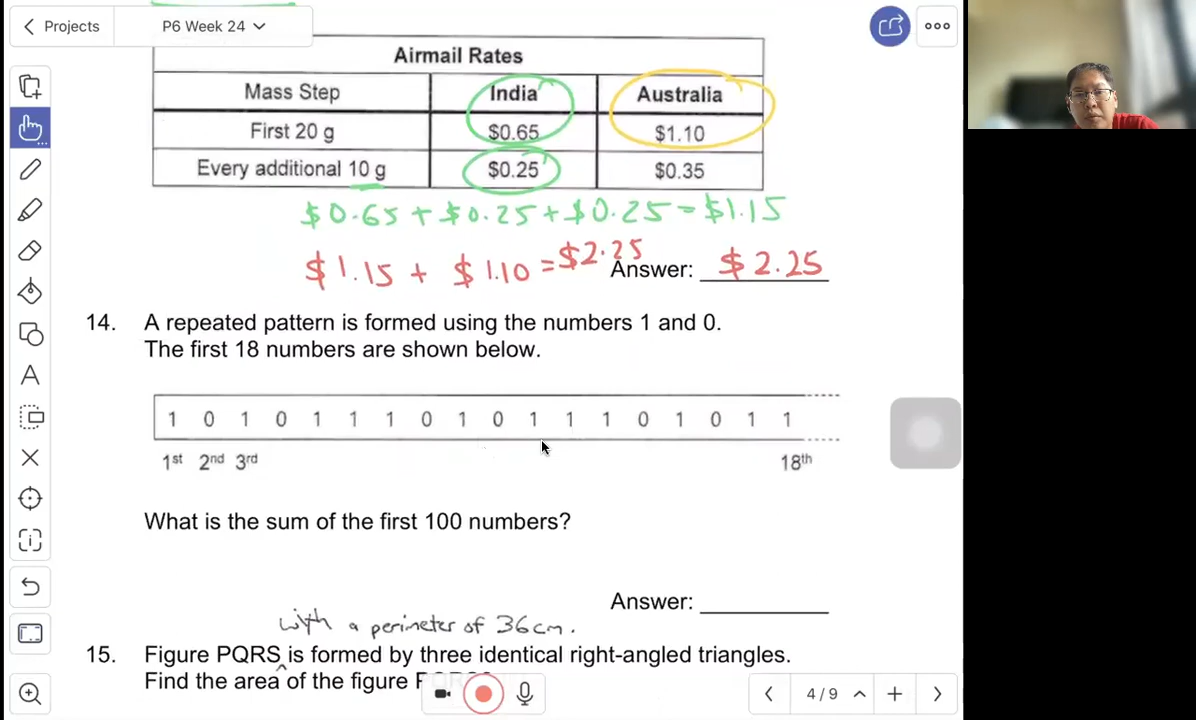 Projects P6 Week 24
Airmail Rates
Mass Step India Australia
First 20 g $0.65 $1.10
Every additional 10 g $0.25 $0.35
$0.65 + $0.25 + $0.25 = $1.15
$1.15 + $1.10 = $2.25 Answer: $2.25
14. A repeated pattern is formed using the numbers 1 and 0.
The first 18 numbers are shown below.
1 0 1 0 1 1 1 0 1 0 1 1 1 0 1 0 1 1
1st 2nd 3rd 18th
What is the sum of the first 100 numbers?
Answer:
with a perimeter of 36cm.
15. Figure PQRS is formed by three identical right-angled triangles.
Find the area of the figure
4/9